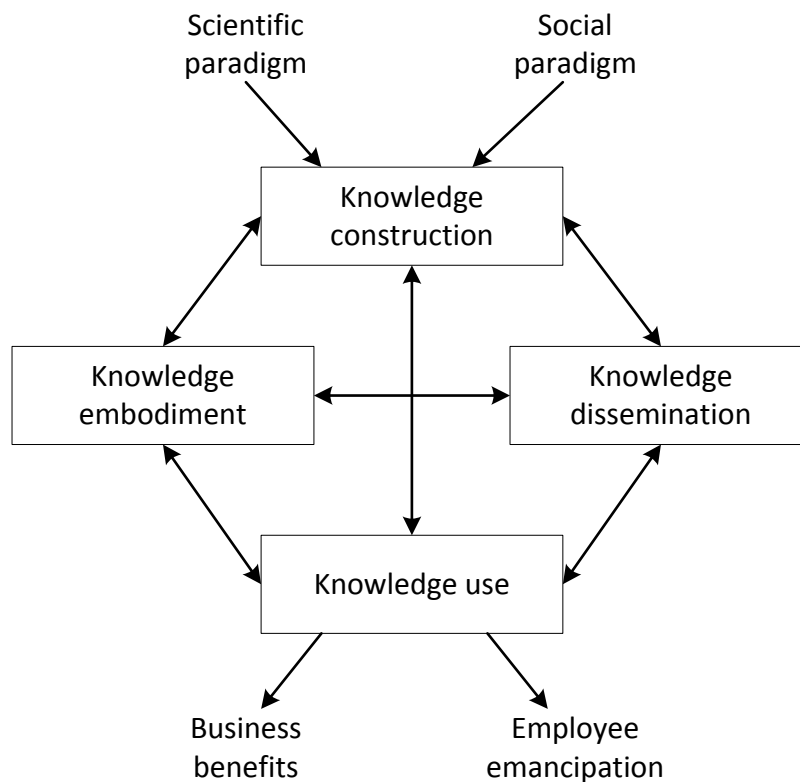 Scientific
paradigm
Social
paradigm
Knowledge
construction
Knowledge
embodiment
Knowledge
dissemination
Knowledge use
Business
benefits
Employee
emancipation